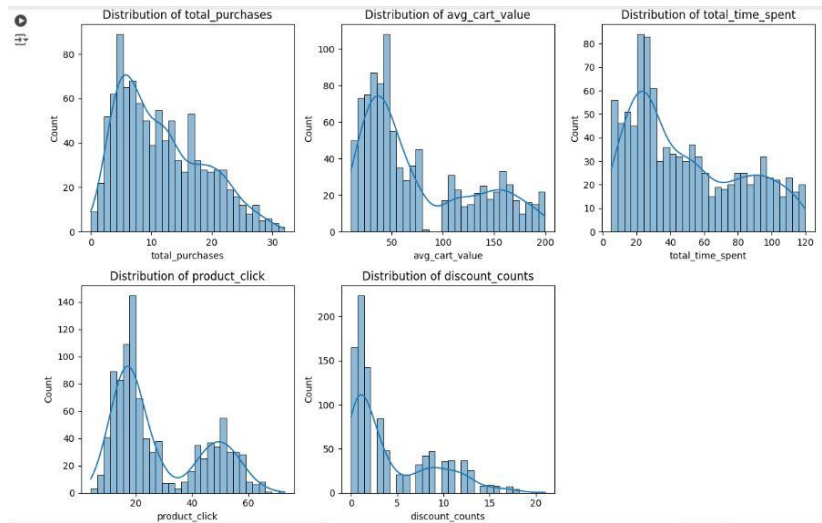 Distribution of total_purchases
Distribution of avg_cart_value
Distribution of total_time_spent
80
60
40
20
0
Count
0 10 20 30
total_purchases
100
80
60
40
20
0
Count
50 100 150 200
avg_cart_value
80
70
60
50
40
30
20
10
0
Count
20 40 60 80 100 120
total_time_spent
Distribution of product_click
Distribution of discount_counts
140
120
100
80
60
40
20
0
Count
20 40 60
product_click
200
150
100
50
0
Count
0 5 10 15 20
discount_counts